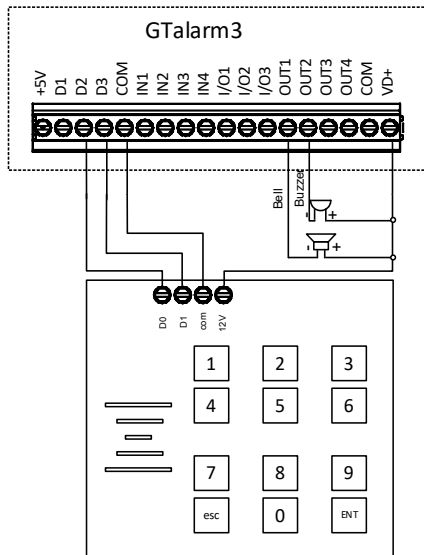 GTalarm3
+5V D1 D2 D3 COM IN1 IN2 IN3 IN4 I/O1 I/O2 I/O3 OUT1 OUT2 OUT3 OUT4 COM VD+
Bell
Buzzer
- +
- +
D0 D1 com 12V
1 2 3
4 5 6
7 8 9
esc 0 ENT